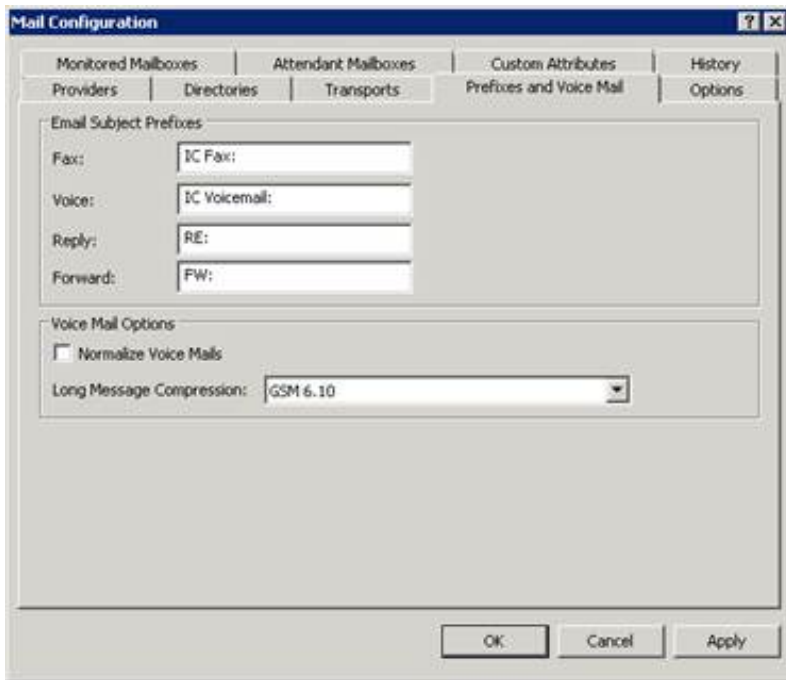 Mail Configuration
Monitored Mailboxes Attendant Mailboxes Custom Attributes History
Providers Directories Transports Prefixes and Voice Mail Options
Email Subject Prefixes
Fax: IC Fax:
Voice: IC Voicemail:
Reply: RE:
Forward: FW:
Voice Mail Options
Normalize Voice Mails
Long Message Compression: GSM 6.10
OK Cancel Apply